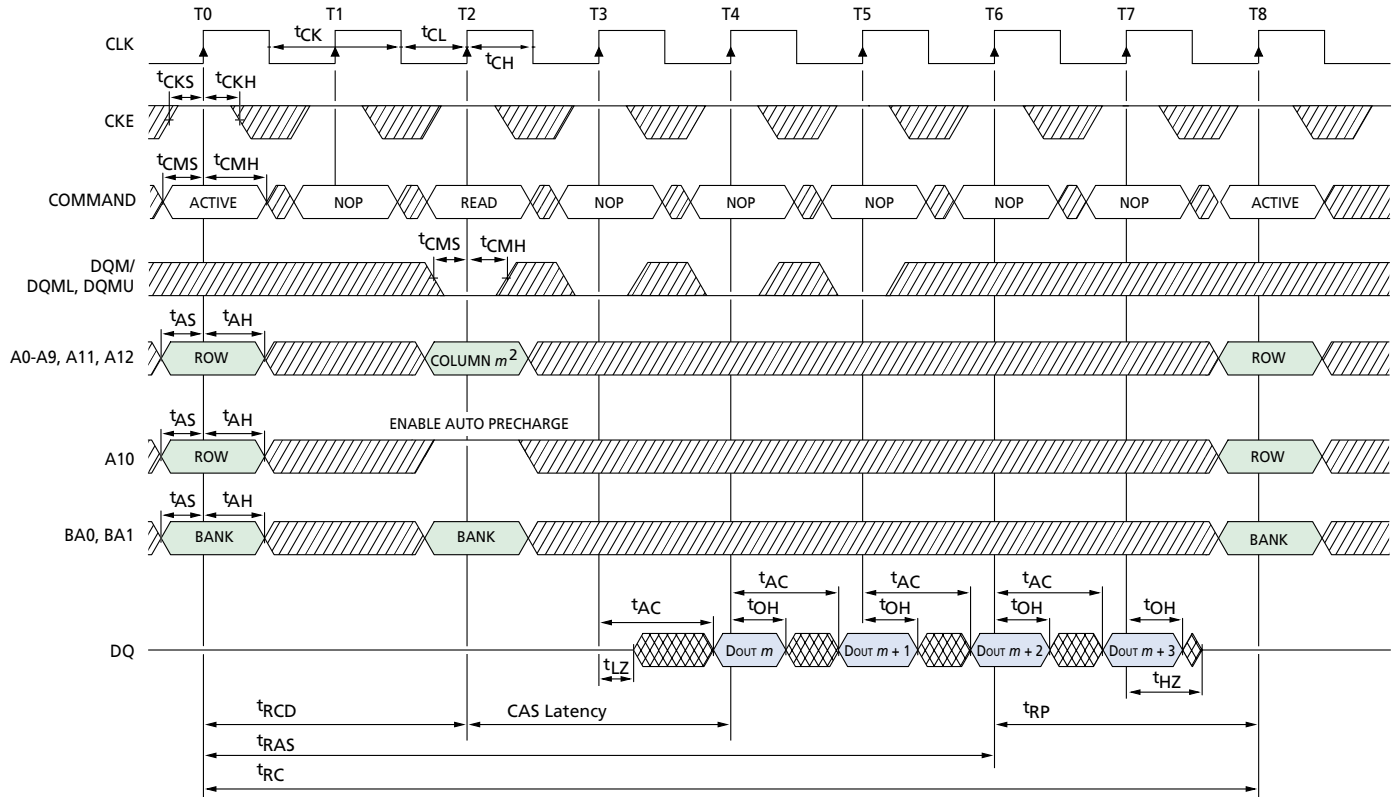 T0 T1 T2 T3 T4 T5 T6 T7 T8
CLK
tCK tCL
tCH
tCKS tCKH
CKE
tCMS tCMH
COMMAND ACTIVE NOP READ NOP NOP NOP NOP NOP ACTIVE
tCMS tCMH
DQM/
DQML, DQMU
tAS tAH
A0-A9, A11, A12 ROW COLUMN m2 ROW
tAS tAH ENABLE AUTO PRECHARGE
A10 ROW ROW
tAS tAH
BA0, BA1 BANK BANK BANK
tAC tAC tAC
tAC tOH tOH tOH tOH
DQ DOUT m DOUT m + 1 DOUT m + 2 DOUT m + 3
tLZ tHZ
tRCD CAS Latency tRP
tRAS
tRC